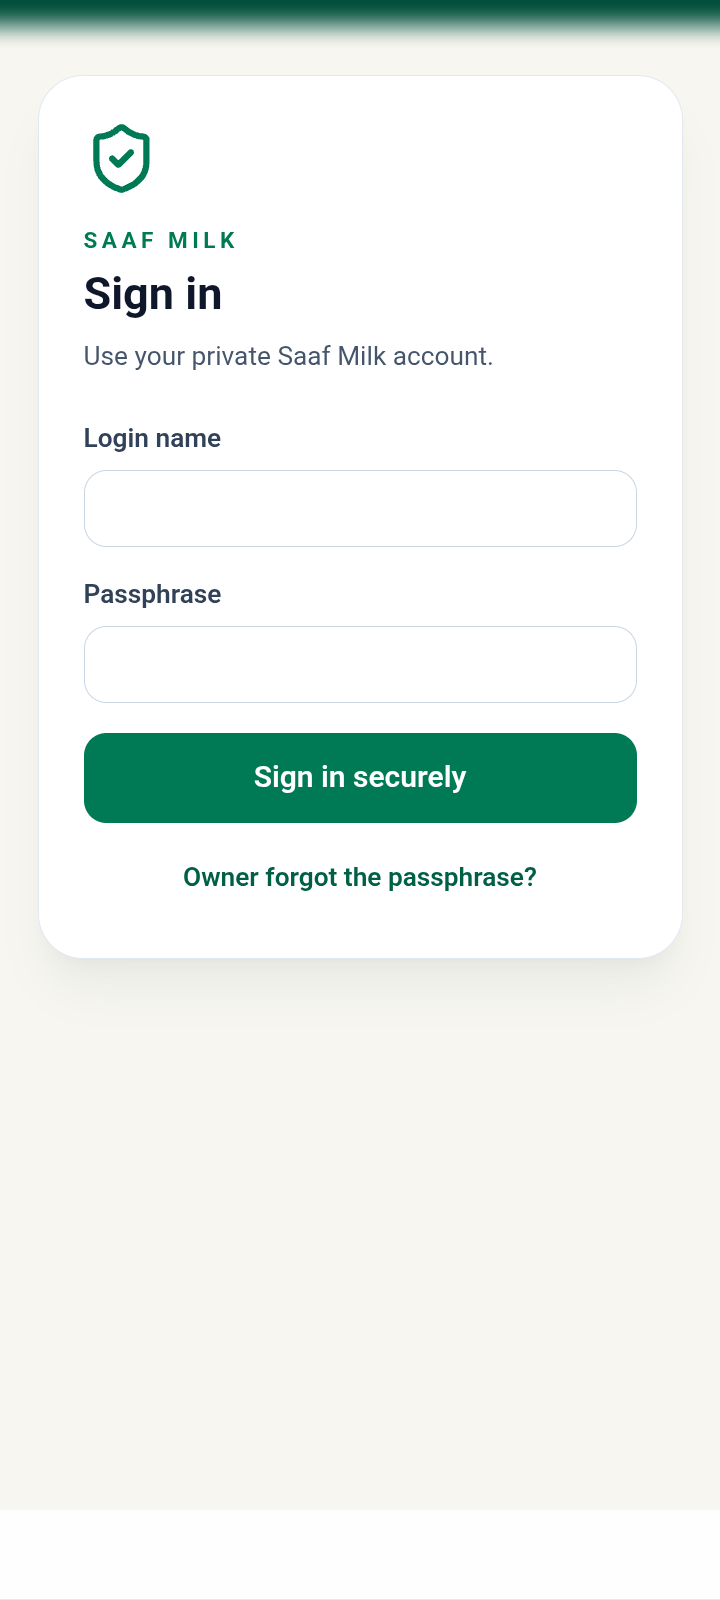 SAAF MILK
Sign in
Use your private Saaf Milk account.
Login name
Passphrase
Sign in securely
Owner forgot the passphrase?